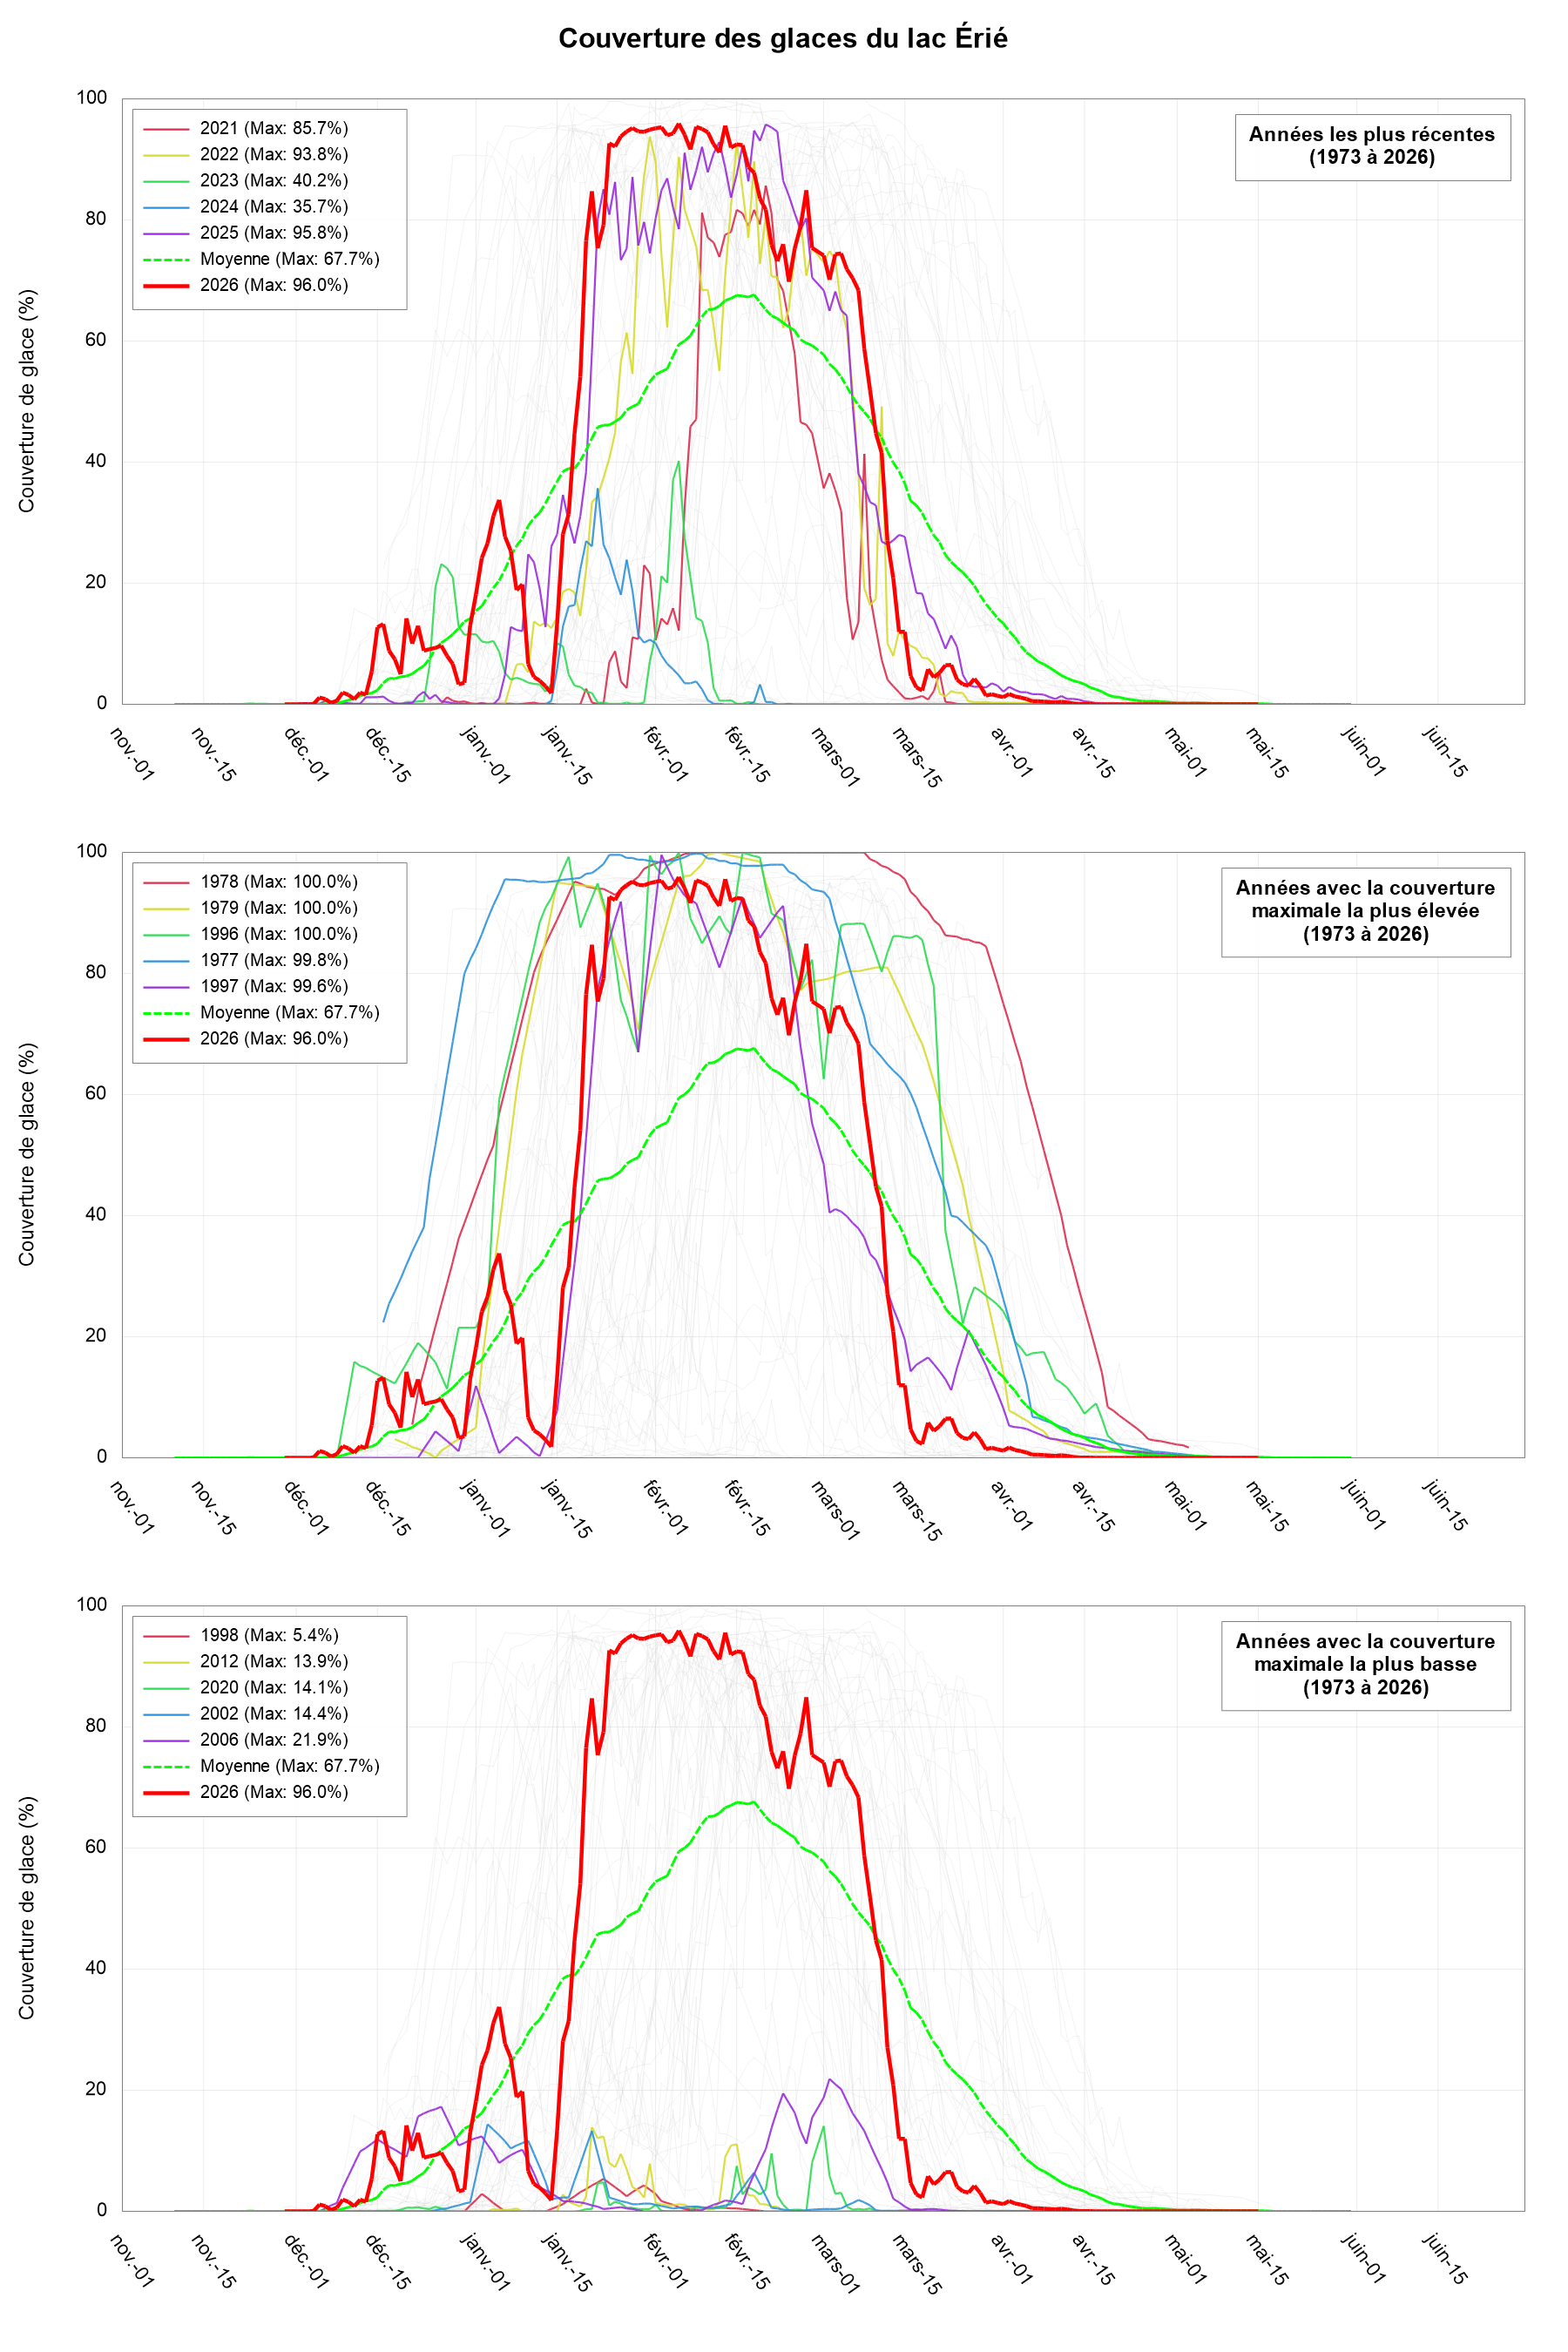 Couverture des glaces du lac Érié
Couverture de glace (%)
100
80
60
40
20
0
2021 (Max: 85.7%)
2022 (Max: 93.8%)
2023 (Max: 40.2%)
2024 (Max: 35.7%)
2025 (Max: 95.8%)
Moyenne (Max: 67.7%)
2026 (Max: 96.0%)
Années les plus récentes
(1973 à 2026)
nov.-01
nov.-15
déc.-01
déc.-15
janv.-01
janv.-15
févr.-01
févr.-15
mars-01
mars-15
avr.-01
avr.-15
mai-01
mai-15
juin-01
juin-15
Couverture de glace (%)
100
80
60
40
20
0
1978 (Max: 100.0%)
1979 (Max: 100.0%)
1996 (Max: 100.0%)
1977 (Max: 99.8%)
1997 (Max: 99.6%)
Moyenne (Max: 67.7%)
2026 (Max: 96.0%)
Années avec la couverture
maximale la plus élevée
(1973 à 2026)
nov.-01
nov.-15
déc.-01
déc.-15
janv.-01
janv.-15
févr.-01
févr.-15
mars-01
mars-15
avr.-01
avr.-15
mai-01
mai-15
juin-01
juin-15
Couverture de glace (%)
100
80
60
40
20
0
1998 (Max: 5.4%)
2012 (Max: 13.9%)
2020 (Max: 14.1%)
2002 (Max: 14.4%)
2006 (Max: 21.9%)
Moyenne (Max: 67.7%)
2026 (Max: 96.0%)
Années avec la couverture
maximale la plus basse
(1973 à 2026)
nov.-01
nov.-15
déc.-01
déc.-15
janv.-01
janv.-15
févr.-01
févr.-15
mars-01
mars-15
avr.-01
avr.-15
mai-01
mai-15
juin-01
juin-15